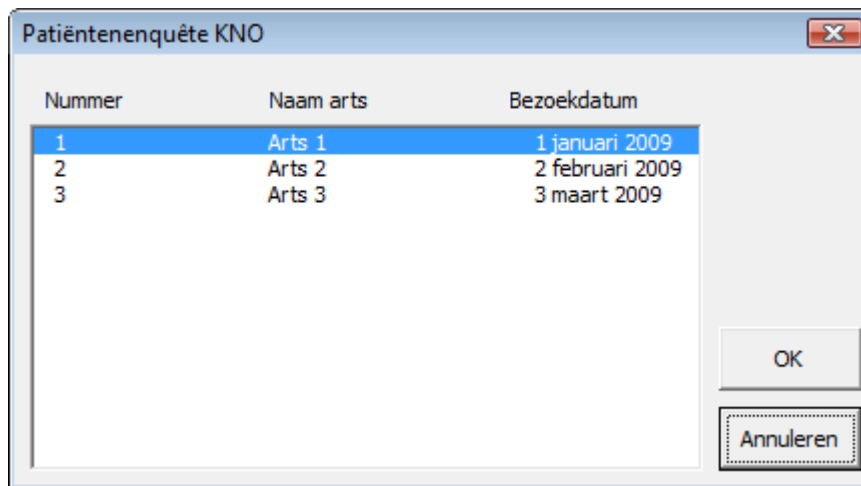 Patiëntenenquête KNO
Nummer Naam arts Bezoekdatum
1 Arts 1 1 januari 2009
2 Arts 2 2 februari 2009
3 Arts 3 3 maart 2009
OK
Annuleren